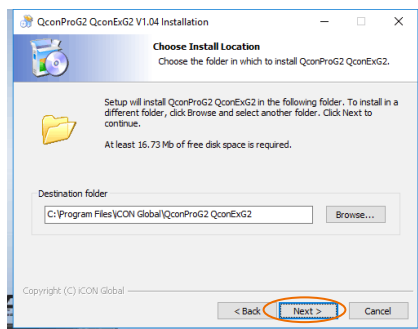 QconProG2 QconExG2 V1.04 Installation
Choose Install Location
Choose the folder in which to install QconProG2 QconExG2.
Setup will install QconProG2 QconExG2 in the following folder. To install in a
different folder, click Browse and select another folder. Click Next to
continue.
At least 16.73 Mb of free disk space is required.
Destination folder
C:\Program Files\iCON Global\QconProG2 QconExG2
Browse...
Copyright (C) iCON Global
< Back
Next >
Cancel